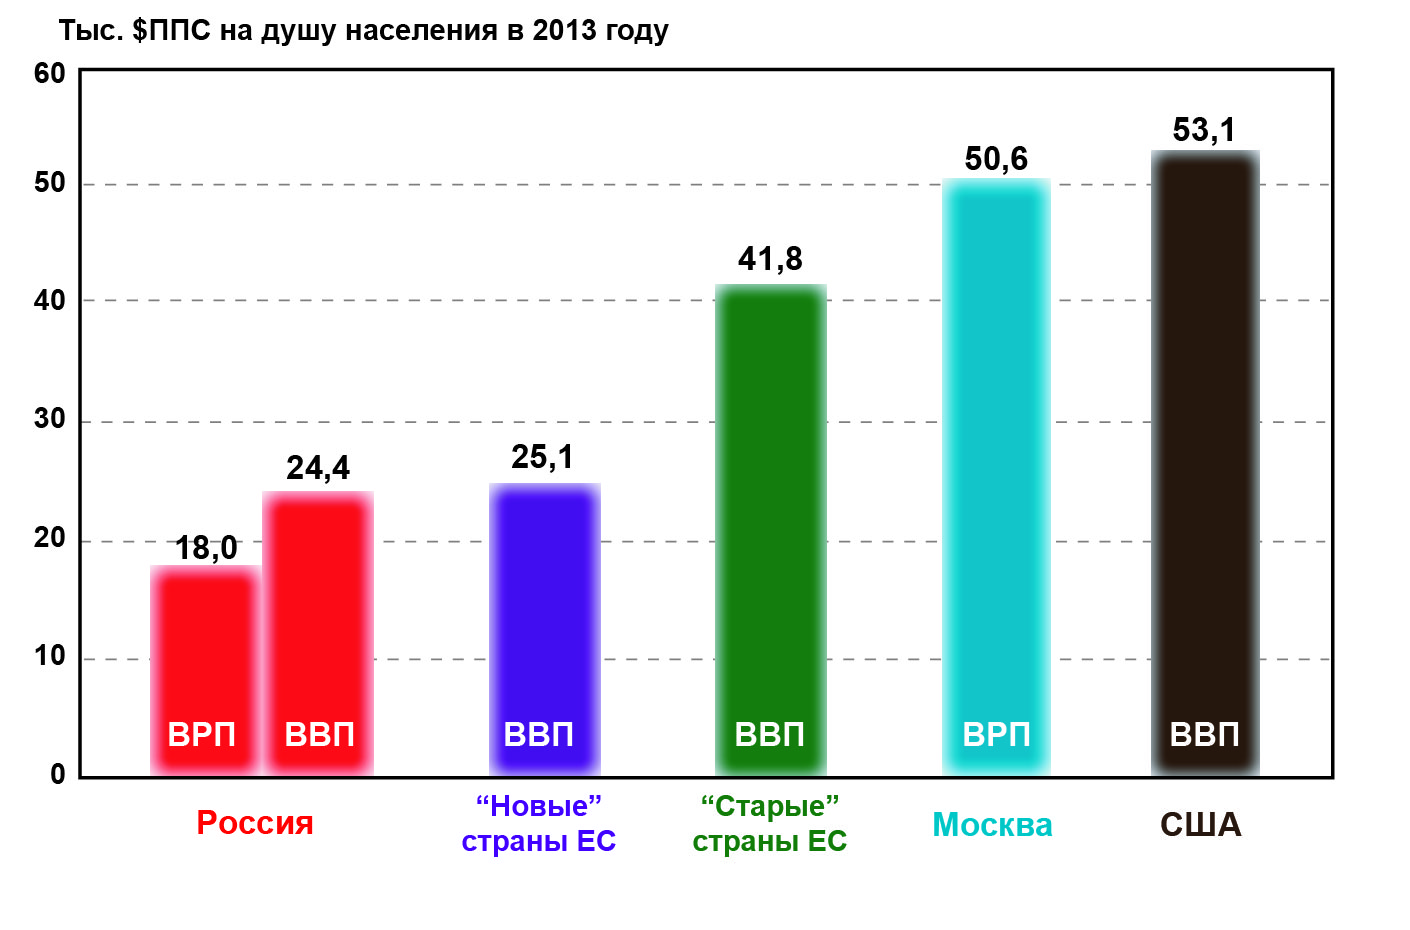 Тыс. $ППС на душу населения в 2013 году
60
50
40
30
20
10
0
18,0
24,4
25,1
41,8
50,6
53,1
ВРП
ВВП
ВВП
ВВП
ВРП
ВВП
Россия
“Новые”
страны ЕС
“Старые”
страны ЕС
Москва
США